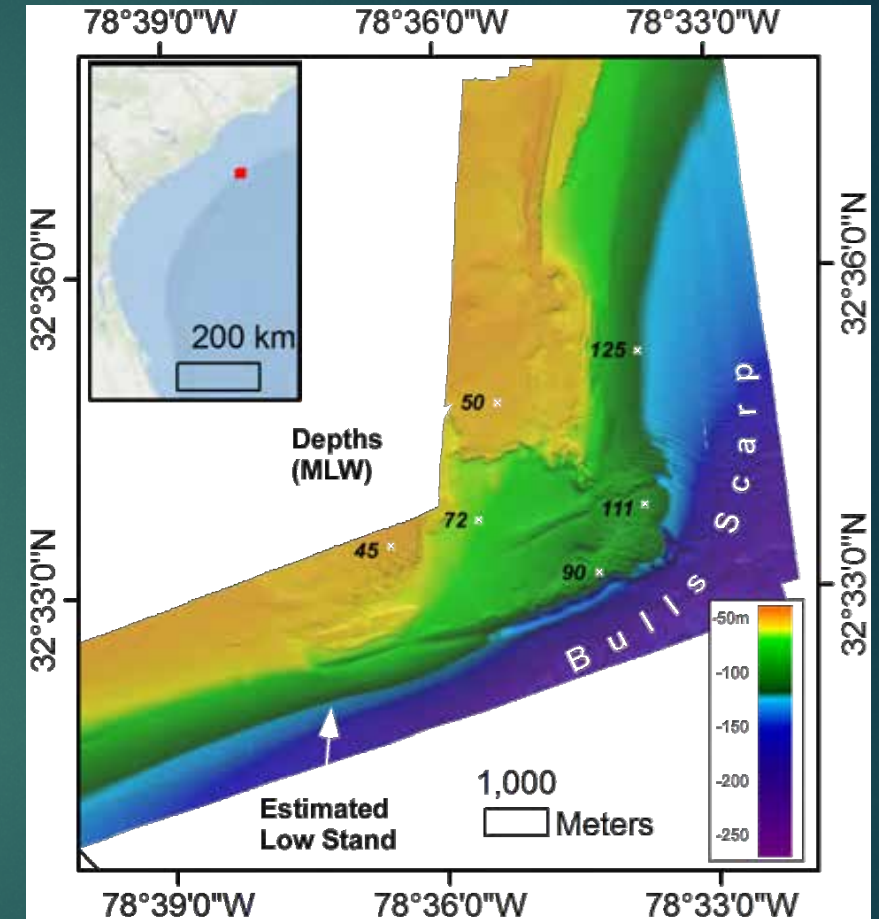 78°39'0"W 78°36'0"W 78°33'0"W
32°36'0"N
32°36'0"N
200 km
125
50
Depths
(MLW)
111
72
45
90
Bulls Scarp
32°33'0"N
32°33'0"N
-50m
-100
-150
-200
-250
1,000
Meters
Estimated
Low Stand
78°39'0"W 78°36'0"W 78°33'0"W